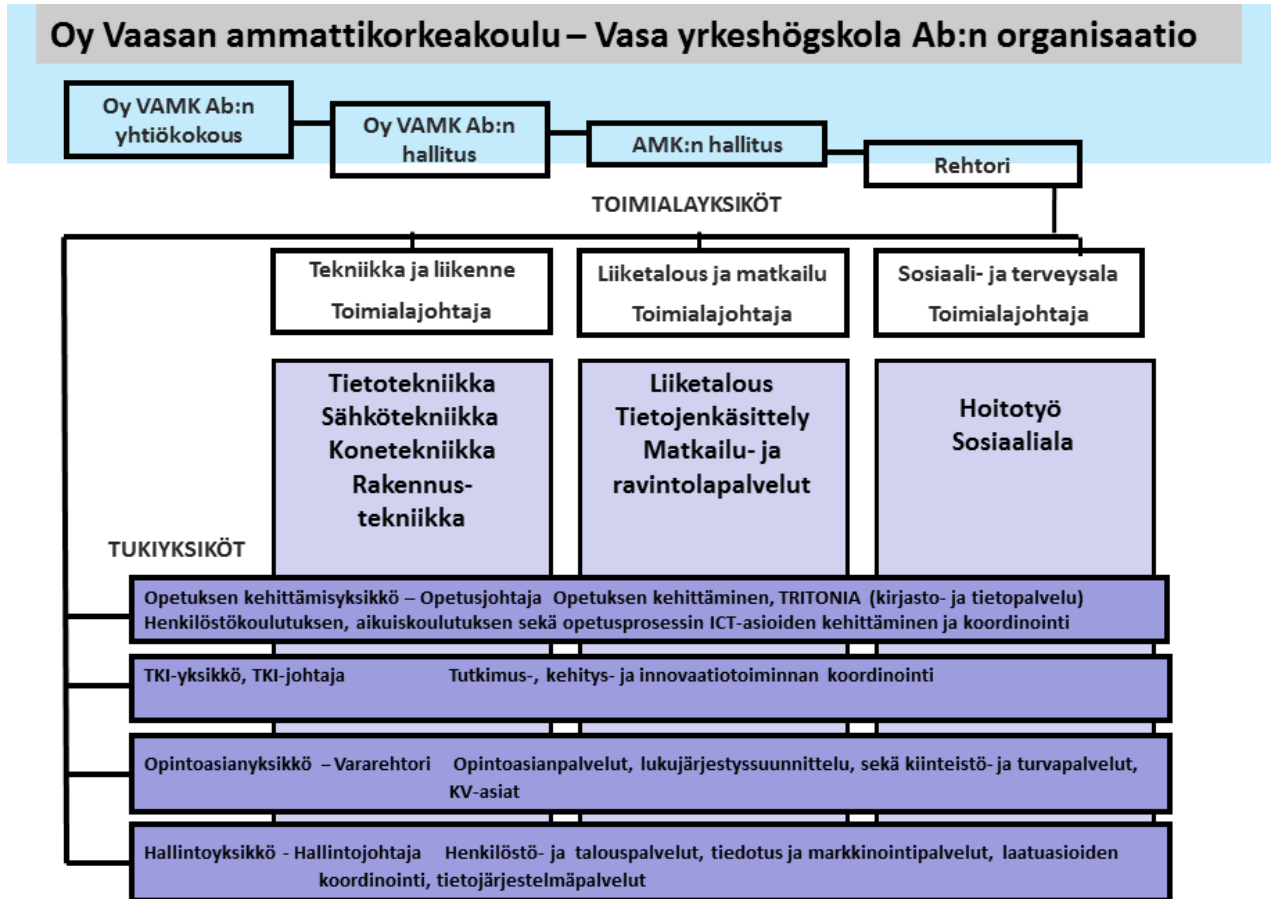 Oy Vaasan ammattikorkeakoulu – Vasa yrkeshögskola Ab:n organisaatio
Oy VAMK Ab:n
yhtiökokous
Oy VAMK Ab:n
hallitus
AMK:n hallitus
Rehtori
TOIMIALAYKSIKÖT
Tekniikka ja liikenne
Toimialajohtaja
Liiketalous ja matkailu
Toimialajohtaja
Sosiaali- ja terveysala
Toimialajohtaja
Tietotekniikka
Sähkötekniikka
Konetekniikka
Rakennus-
tekniikka
Liiketalous
Tietojenkäsittely
Matkailu- ja
ravintolapalvelut
Hoitotyö
Sosiaaliala
TUKIYKSIKÖT
Opetuksen kehittämisyksikkö – Opetusjohtaja Opetuksen kehittäminen, TRITONIA (kirjasto- ja tietopalvelu)
Henkilöstökoulutuksen, aikuiskoulutuksen sekä opetusprosessin ICT-asioiden kehittäminen ja koordinointi
TKI-yksikkö, TKI-johtaja Tutkimus-, kehitys- ja innovaatiotoiminnan koordinointi
Opintoasianyksikkö – Vararehtori Opintoasianpalvelut, lukujärjestyssuunnittelu, sekä kiinteistö- ja turvapalvelut,
KV-asiat
Hallintoyksikkö - Hallintojohtaja Henkilöstö- ja talouspalvelut, tiedotus ja markkinointipalvelut, laatuasioiden
koordinointi, tietojärjestelmäpalvelut